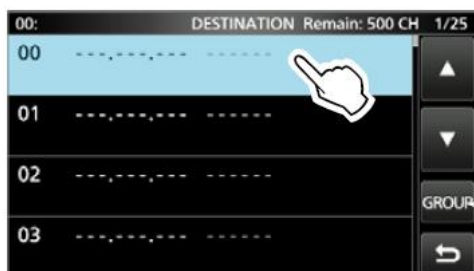 00: DESTINATION Remain: 500 CH 1/25
00 ---.---.--- ------
01 ---.---.--- ------
02 ---.---.--- ------
GROUP
03 ---.---.--- ------